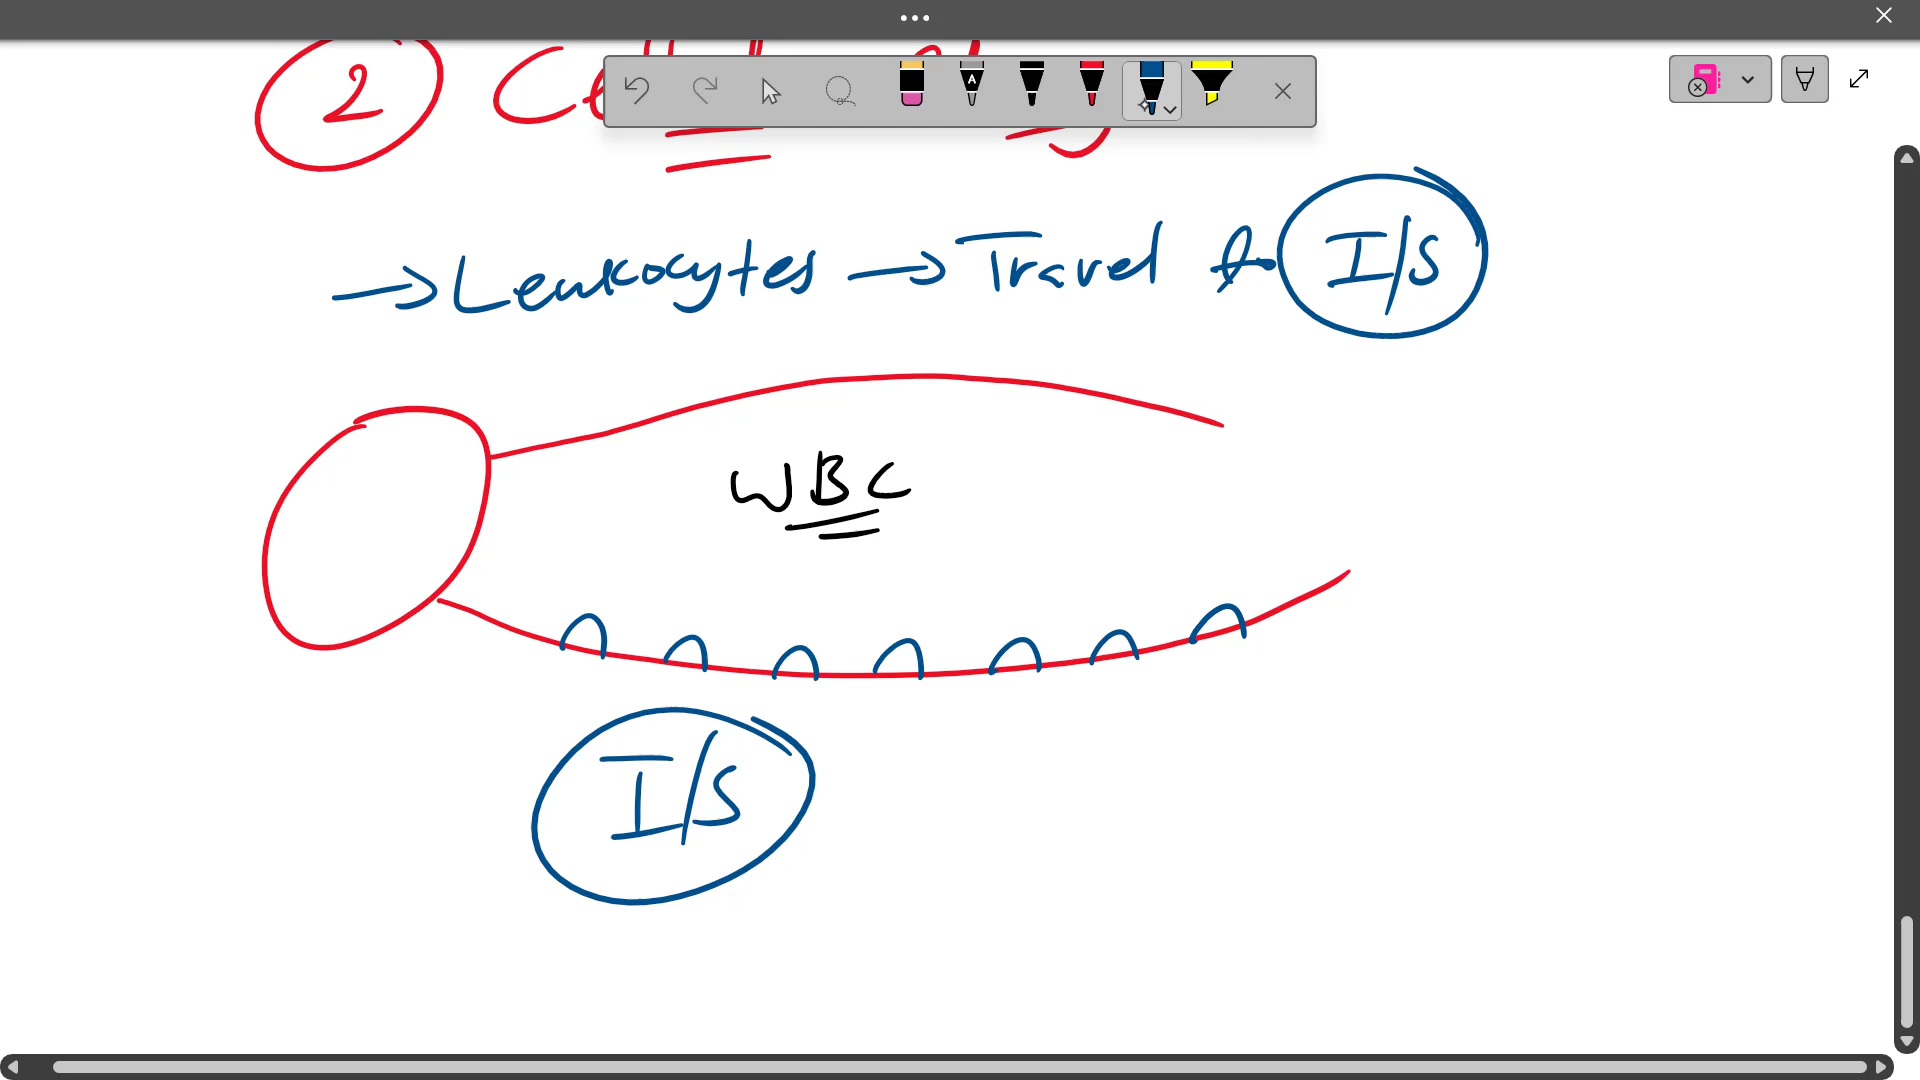 2
→ Leukocytes → Travel to I/S
WBC
I/S